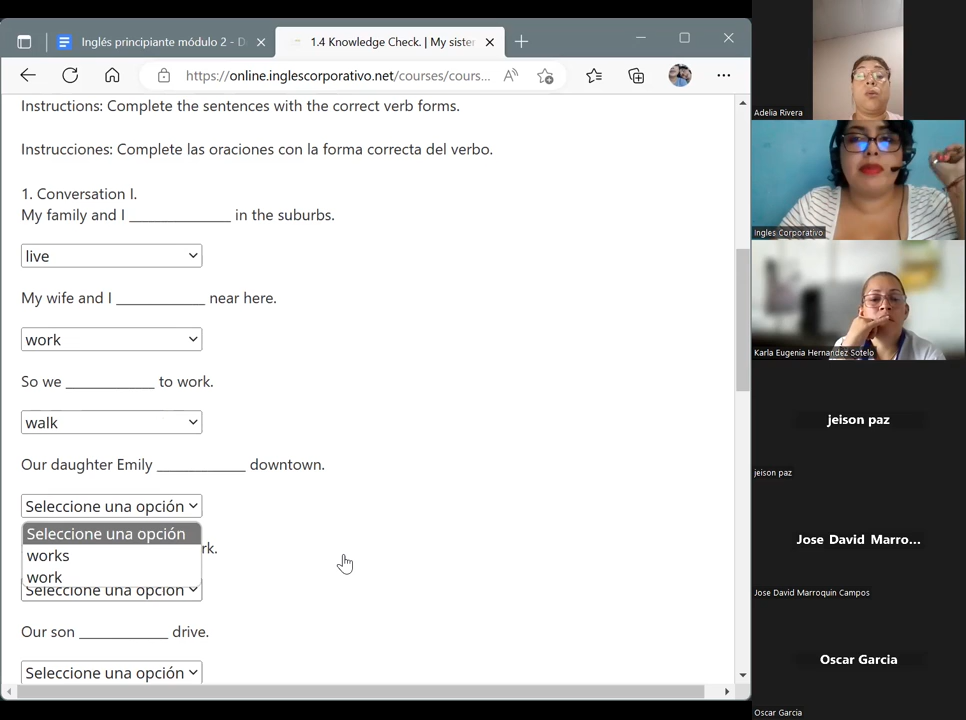 Inglés principiante módulo 2 - D
1.4 Knowledge Check. | My sister
https://online.inglescorporativo.net/courses/cours...
Instructions: Complete the sentences with the correct verb forms.
Instrucciones: Complete las oraciones con la forma correcta del verbo.
1. Conversation I.
My family and I ______________ in the suburbs.
live
My wife and I ____________ near here.
work
So we ____________ to work.
walk
Our daughter Emily ____________ downtown.
Seleccione una opción
Seleccione una opción
works
rk.
work
Seleccione una opción
Our son ____________ drive.
Seleccione una opción
Adelia Rivera
Ingles Corporativo
Karla Eugenia Hernandez Sotelo
jeison paz
jeison paz
Jose David Marro...
Jose David Marroquin Campos
Oscar Garcia
Oscar Garcia